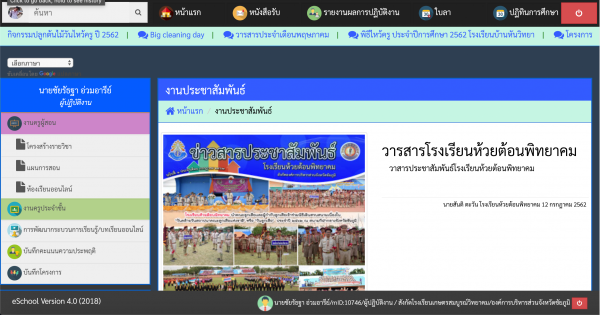 Click to go back, hold to see history
ค้นหา
หน้าแรก
หนังสือรับ
รายงานผลการปฏิบัติงาน
ใบลา
ปฏิทินการศึกษา
กิจกรรมปลูกต้นไม้วันไหว้ครู ปี 2562 | Big cleaning day | วารสารประจำเดือนพฤษภาคม | พิธีไหว้ครู ประจำปีการศึกษา 2562 โรงเรียนบ้านหันวิทยา | โครงการ
เลือกภาษา
นายชัยรัฐา อ่วมอารีย์
ผู้ปฏิบัติงาน
งานครูผู้สอน
โครงสร้างรายวิชา
แผนการสอน
ห้องเรียนออนไลน์
งานครูประจำชั้น
การพัฒนากระบวนการเรียนรู้/บทเรียนออนไลน์
บันทึกคะแนนความประพฤติ
บันทึกโครงการ
งานประชาสัมพันธ์
หน้าแรก / งานประชาสัมพันธ์
ข่าวสารประชาสัมพันธ์
โรงเรียนห้วยต้อนพิทยาคม
วารสารโรงเรียนห้วยต้อนพิทยาคม
วาสารประชาสัมพันธ์โรงเรียนห้วยต้อนพิทยาคม
นายสันติ ตะวัน โรงเรียนห้วยต้อนพิทยาคม 12 กรกฎาคม 2562
eSchool Version 4.0 (2018)
นายชัยรัฐา อ่วมอารีย์/mID:10746/ผู้ปฏิบัติงาน / สังกัดโรงเรียนเกษตรสมบูรณ์วิทยาคม/องค์การบริหารส่วนจังหวัดชัยภูมิ